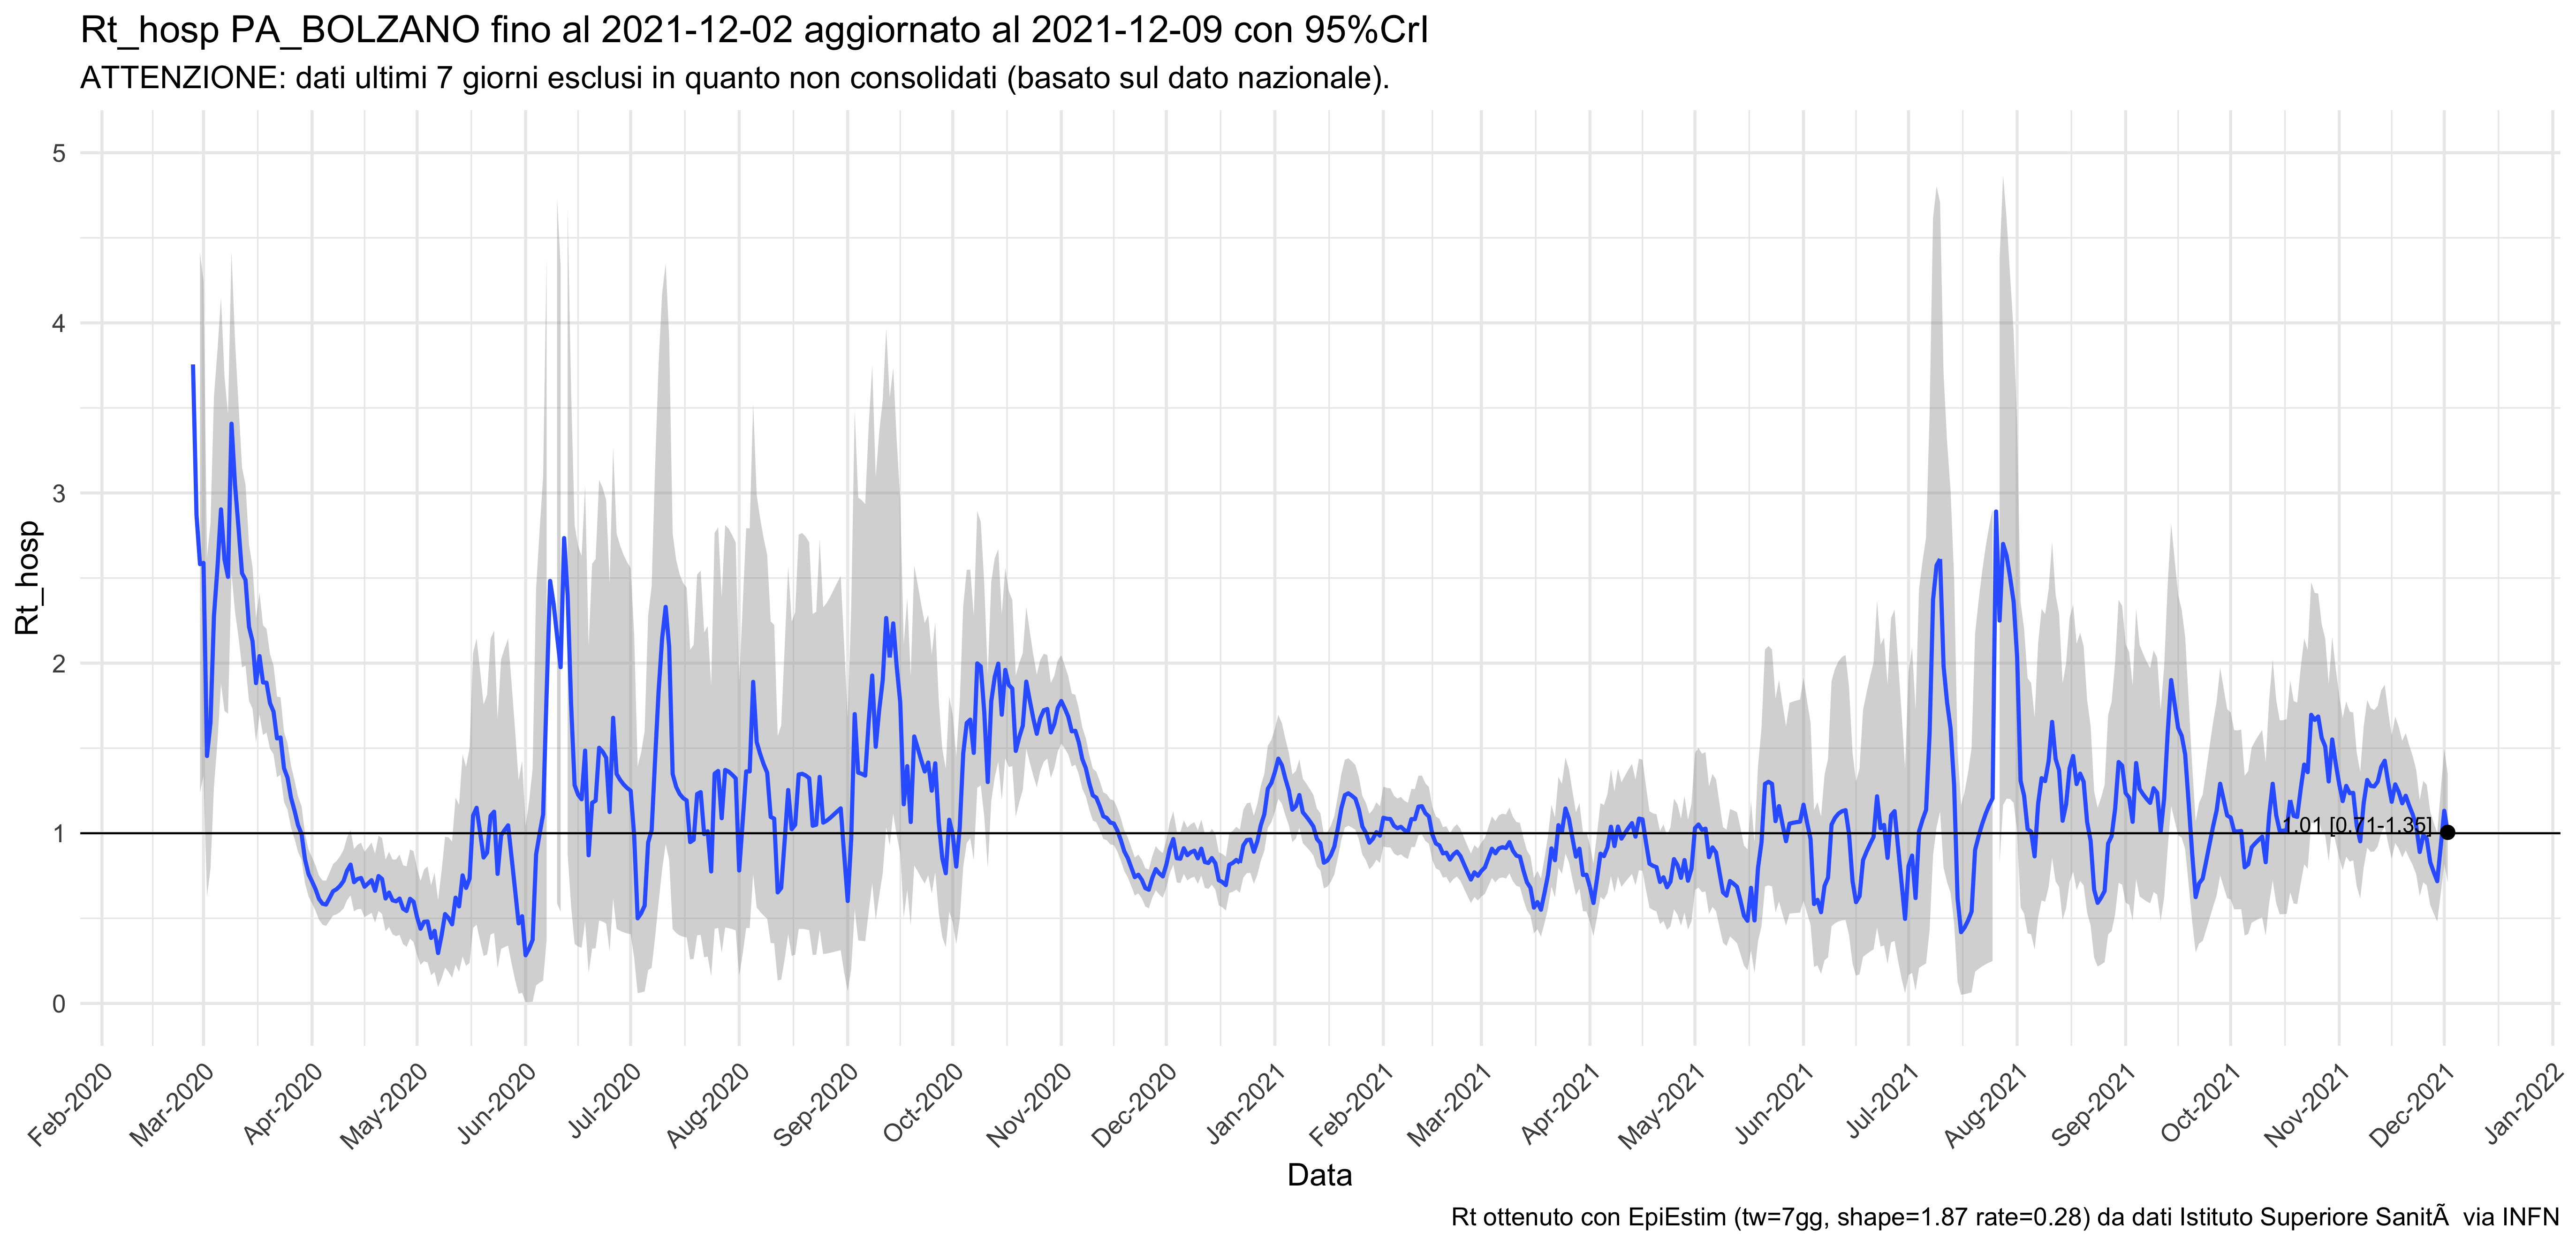 Rt_hosp PA_BOLZANO fino al 2021-12-02 aggiornato al 2021-12-09 con 95%CrI
ATTENZIONE: dati ultimi 7 giorni esclusi in quanto non consolidati (basato sul dato nazionale).
5
4
3
2
1
0
Rt_hosp
1.01 [0.71-1.35]
Feb-2020
Mar-2020
Apr-2020
May-2020
Jun-2020
Jul-2020
Aug-2020
Sep-2020
Oct-2020
Nov-2020
Dec-2020
Jan-2021
Feb-2021
Mar-2021
Apr-2021
May-2021
Jun-2021
Jul-2021
Aug-2021
Sep-2021
Oct-2021
Nov-2021
Dec-2021
Jan-2022
Data
Rt ottenuto con EpiEstim (tw=7gg, shape=1.87 rate=0.28) da dati Istituto Superiore SanitÃ  via INFN